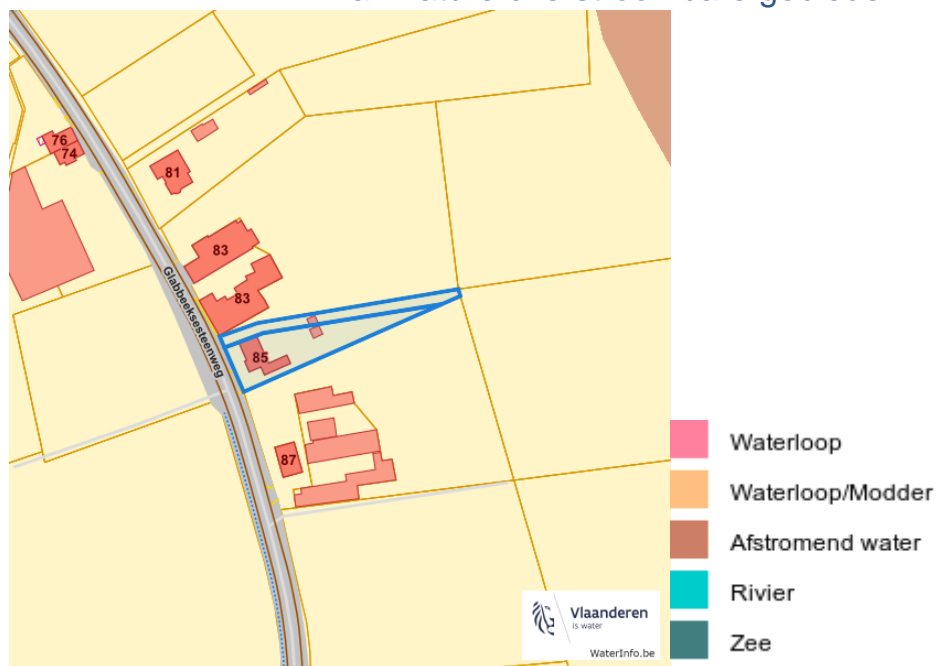 76
74
81
83
83
Glabbeeksesteenweg
85
87
Waterloop
Waterloop/Modder
Afstromend water
Rivier
Zee
Vlaanderen
is water
WaterInfo.be